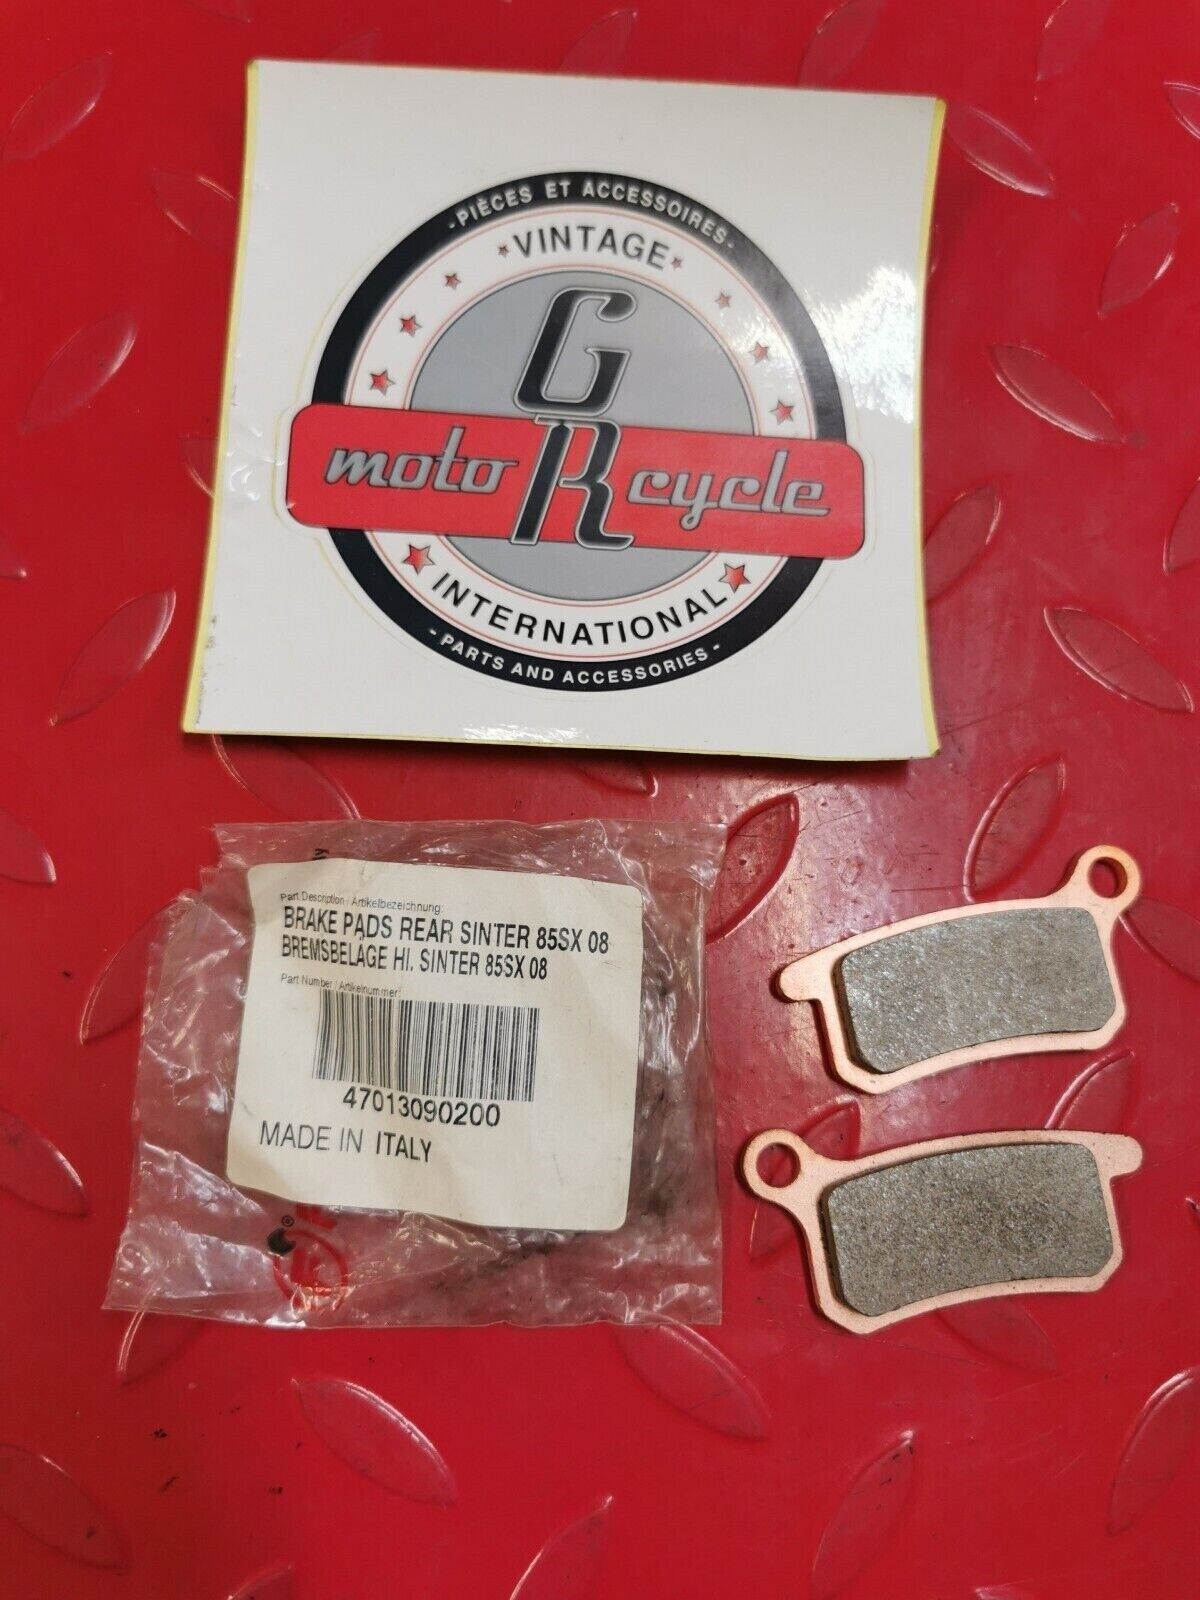 -PIÈCES ET ACCESSOIRES-
VINTAGE
GR
moto cycle
INTERNATIONAL
- PARTS AND ACCESSORIES -
Part Description / Artikelbezeichnung:
BRAKE PADS REAR SINTER 85SX 08
BREMSBELÄGE HI. SINTER 85SX 08
Part Number / Artikelnummer:
47013090200
MADE IN ITALY